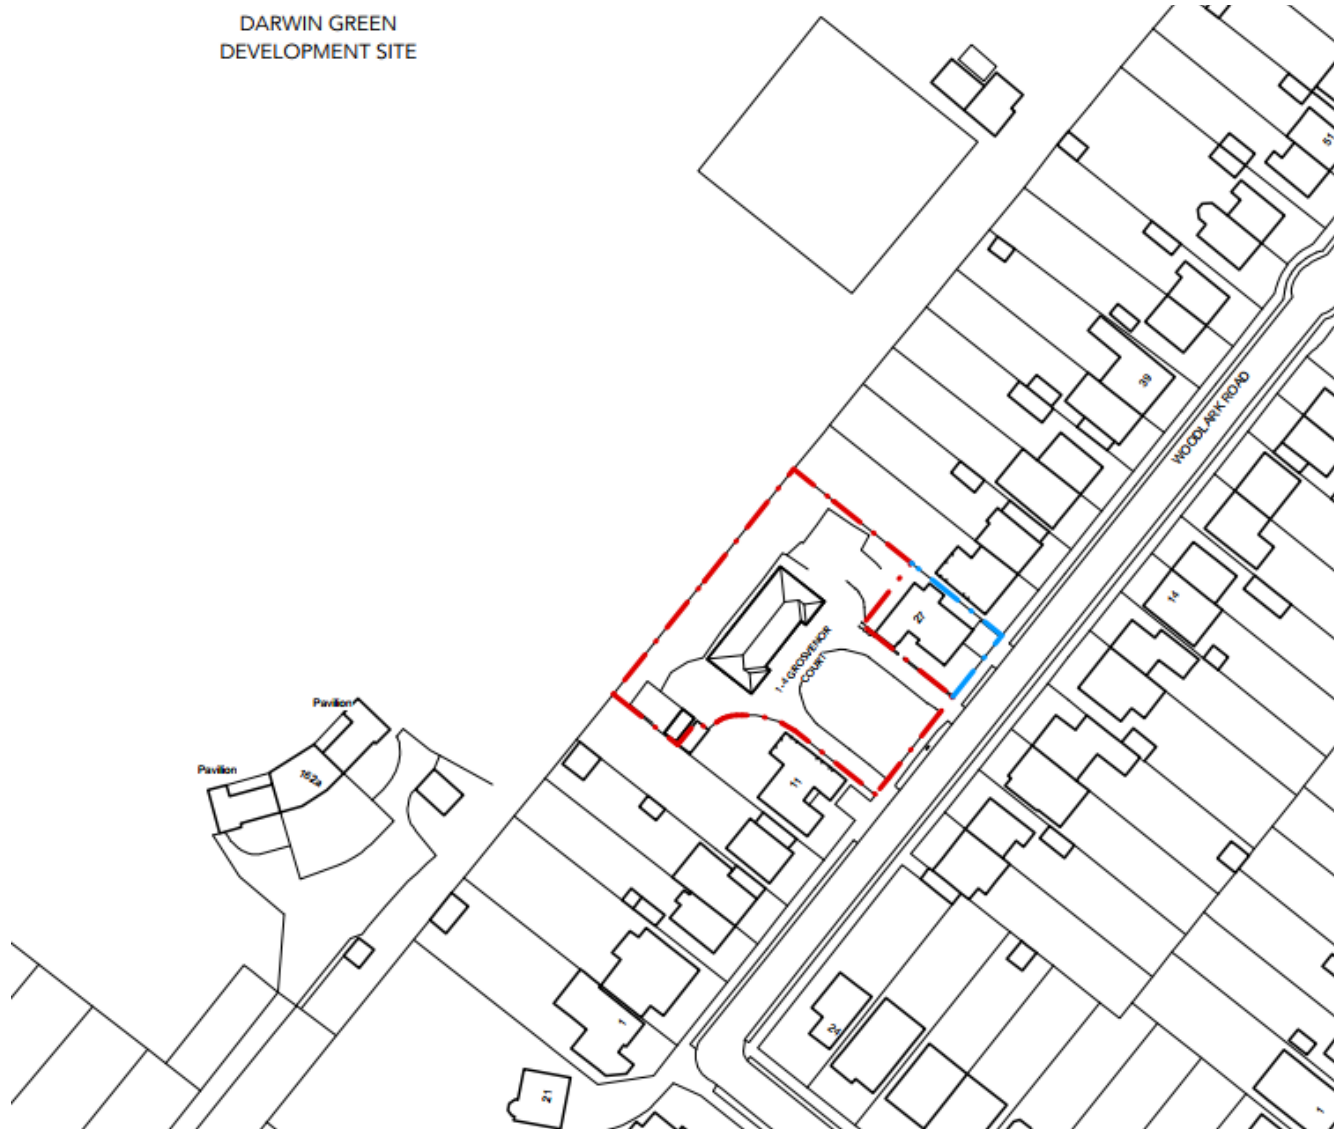 DARWIN GREEN
DEVELOPMENT SITE
51
39
WOODLARK ROAD
14
27
1-4 GROSVENOR
COURT
Pavilion
Pavilion
162a
11
1
24
21
1